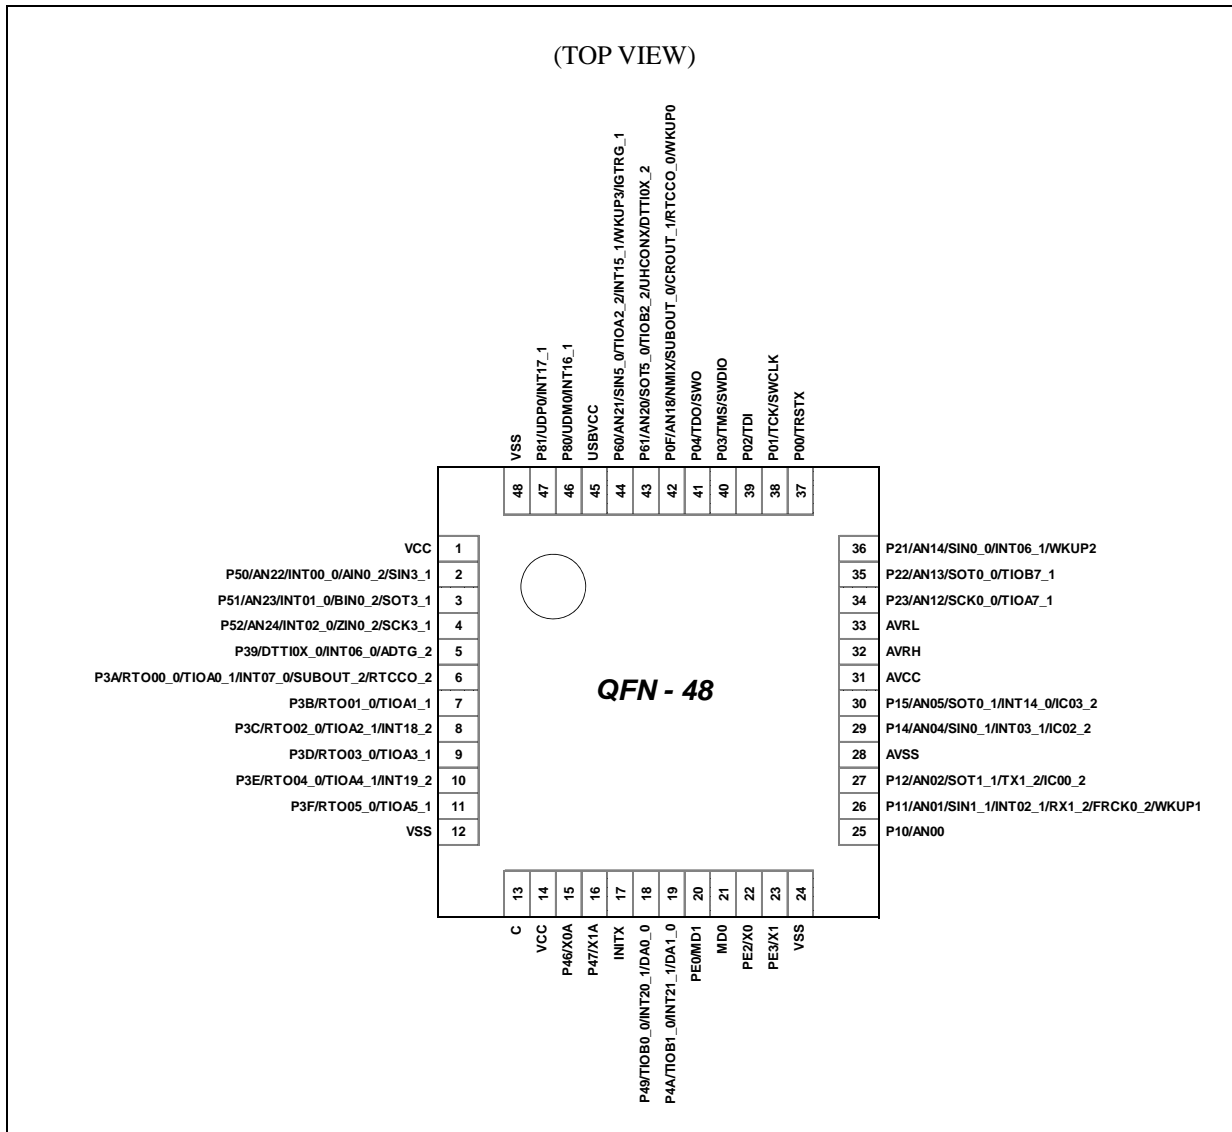 (TOP VIEW)
VSS
P81/UDP0/INT17_1
P80/UDM0/INT16_1
USBVCC
P60/AN21/SIN5_0/TIOA2_2/INT15_1/WKUP3/IGTRG_1
P61/AN20/SOT5_0/TIOB2_2/UHCONX/DTTI0X_2
P0F/AN18/NMIX/SUBOUT_0/CROUT_1/RTCCO_0/WKUP0
P04/TDO/SWO
P03/TMS/SWDIO
P02/TDI
P01/TCK/SWCLK
P00/TRSTX
48
47
46
45
44
43
42
41
40
39
38
37
VCC 1
P50/AN22/INT00_0/AIN0_2/SIN3_1 2
P51/AN23/INT01_0/BIN0_2/SOT3_1 3
P52/AN24/INT02_0/ZIN0_2/SCK3_1 4
P39/DTTI0X_0/INT06_0/ADTG_2 5
P3A/RTO00_0/TIOA0_1/INT07_0/SUBOUT_2/RTCCO_2 6
P3B/RTO01_0/TIOA1_1 7
P3C/RTO02_0/TIOA2_1/INT18_2 8
P3D/RTO03_0/TIOA3_1 9
P3E/RTO04_0/TIOA4_1/INT19_2 10
P3F/RTO05_0/TIOA5_1 11
VSS 12
QFN - 48
36 P21/AN14/SIN0_0/INT06_1/WKUP2
35 P22/AN13/SOT0_0/TIOB7_1
34 P23/AN12/SCK0_0/TIOA7_1
33 AVRL
32 AVRH
31 AVCC
30 P15/AN05/SOT0_1/INT14_0/IC03_2
29 P14/AN04/SIN0_1/INT03_1/IC02_2
28 AVSS
27 P12/AN02/SOT1_1/TX1_2/IC00_2
26 P11/AN01/SIN1_1/INT02_1/RX1_2/FRCK0_2/WKUP1
25 P10/AN00
13
14
15
16
17
18
19
20
21
22
23
24
C
VCC
P46/X0A
P47/X1A
INITX
P49/TIOB0_0/INT20_1/DA0_0
P4A/TIOB1_0/INT21_1/DA1_0
PE0/MD1
MD0
PE2/X0
PE3/X1
VSS